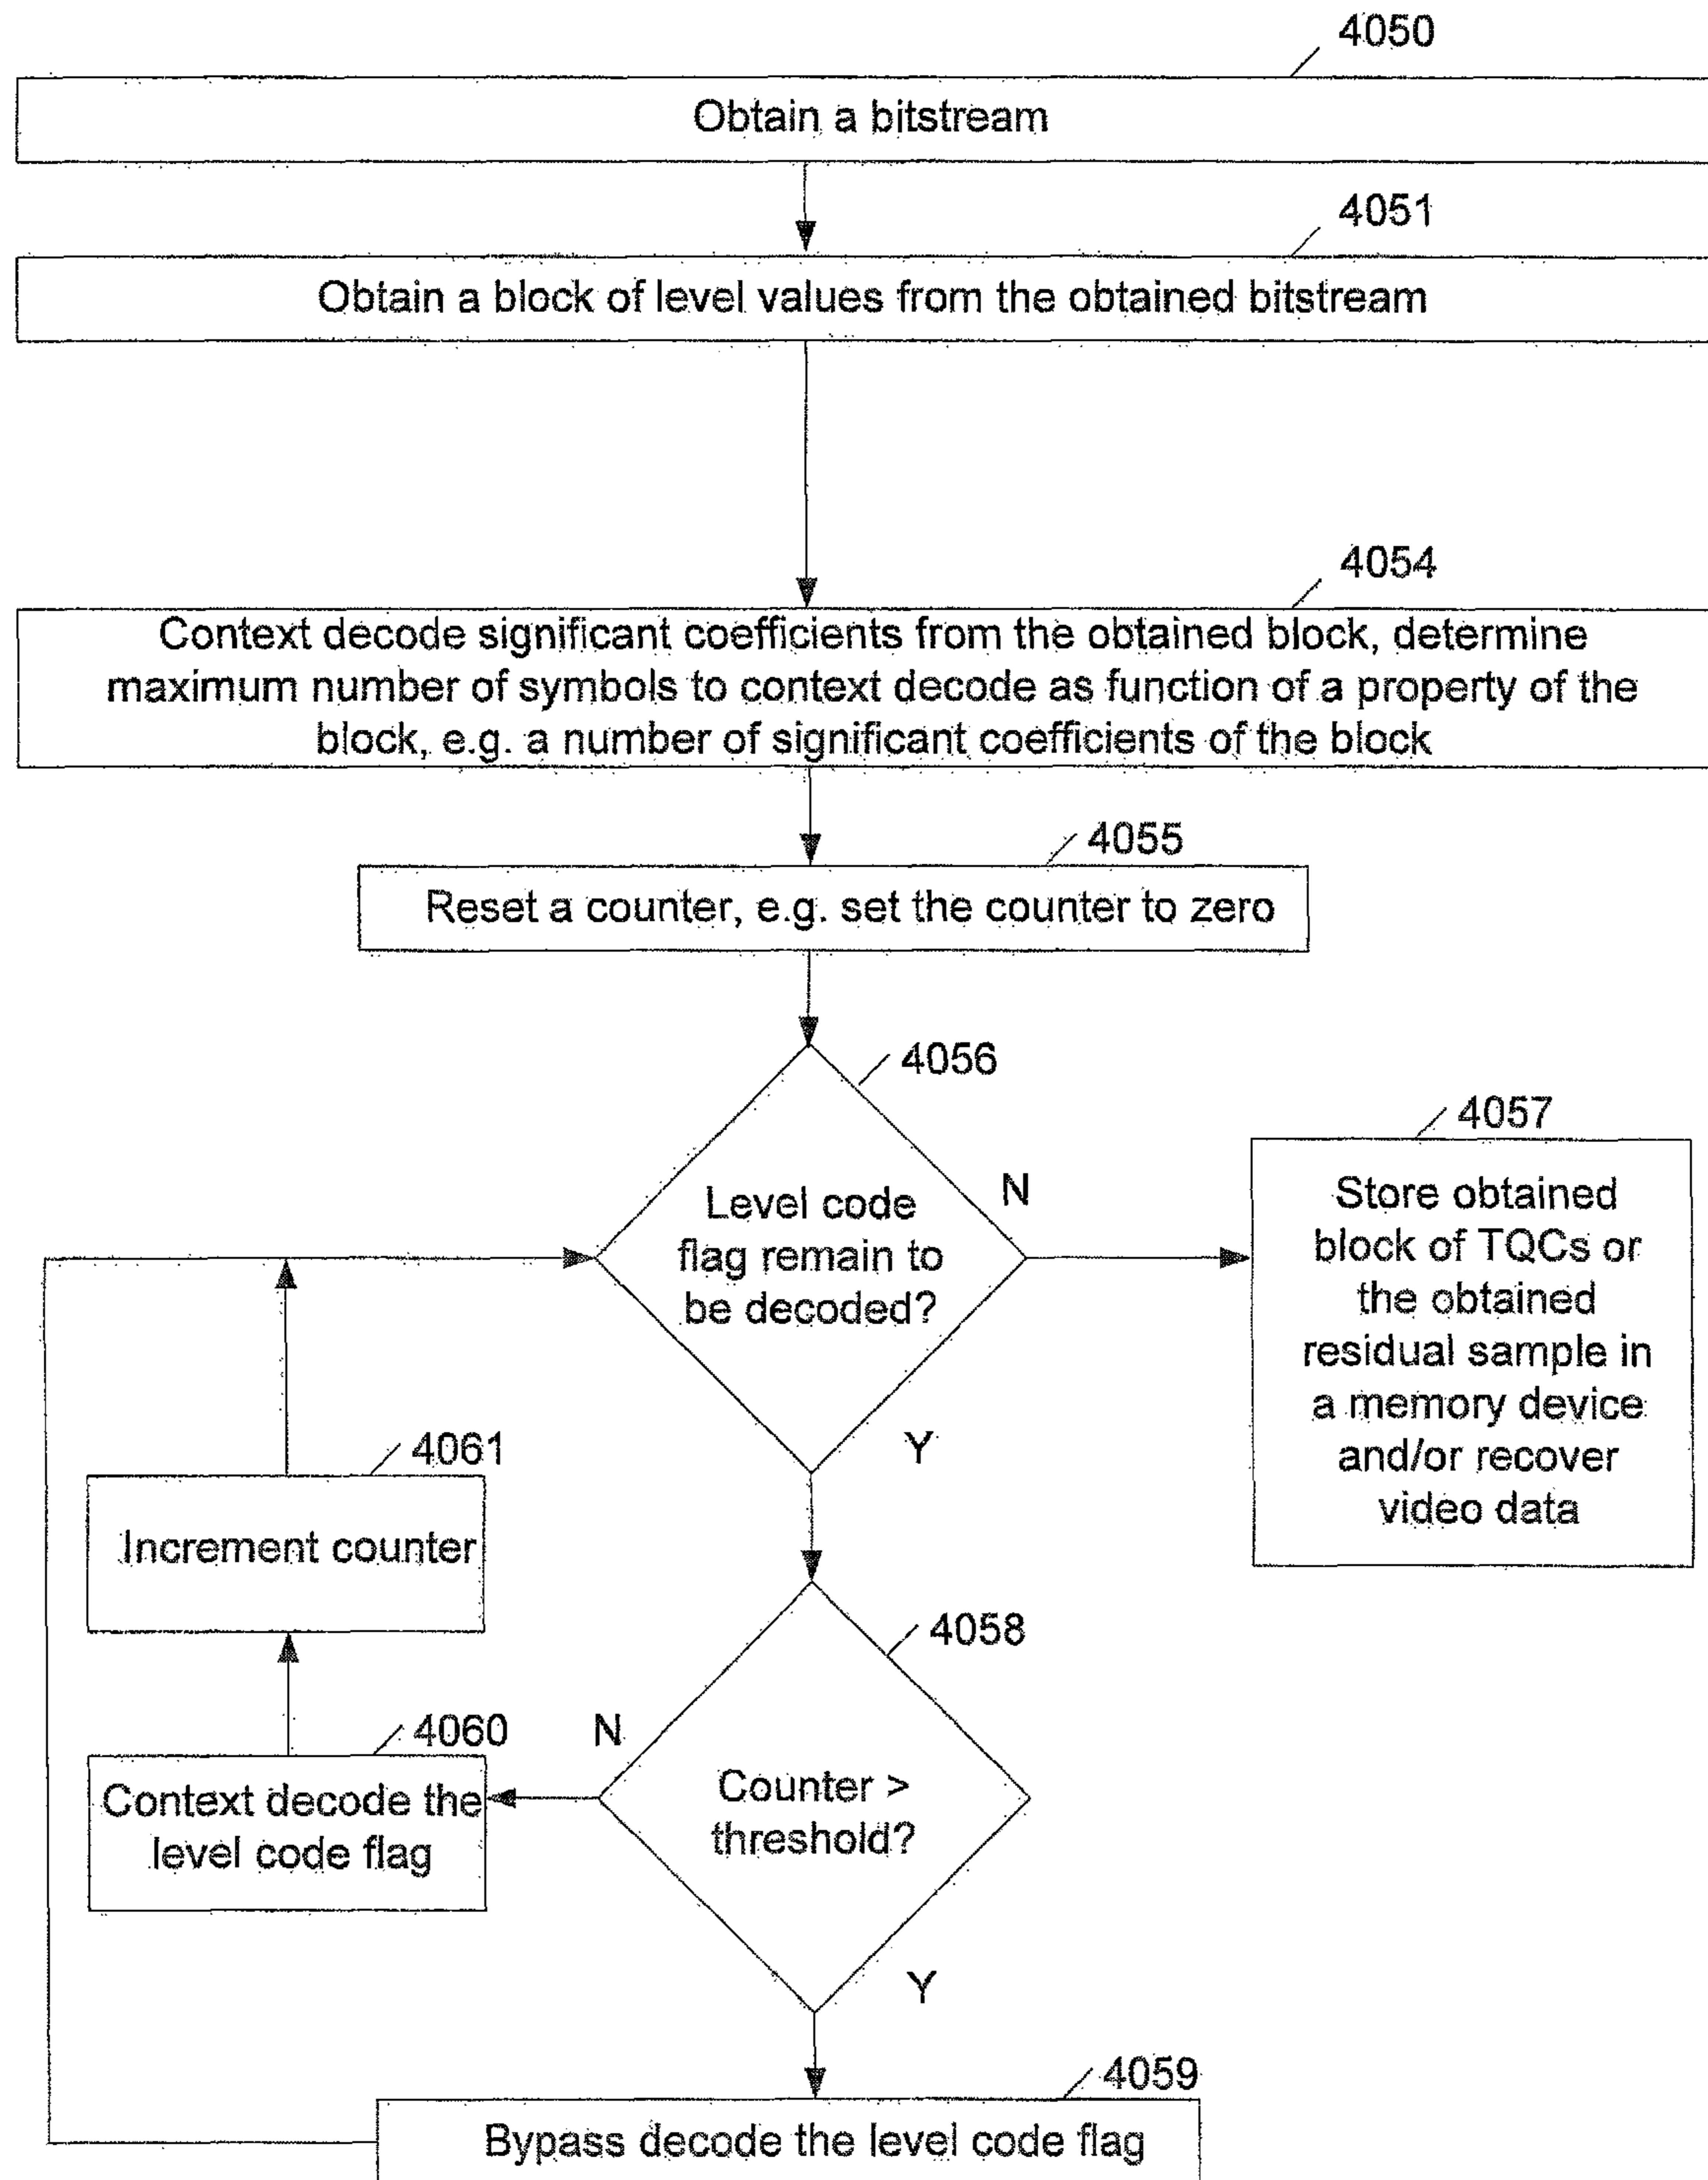 4050
Obtain a bitstream
4051
Obtain a block of level values from the obtained bitstream
4054
Context decode significant coefficients from the obtained block, determine
maximum number of symbols to context decode as function of a property of the
block, e.g. a number of significant coefficients of the block
4055
Reset a counter, e.g. set the counter to zero
4056
Level code
flag remain to
be decoded?
N
Y
4057
Store obtained
block of TQCs or
the obtained
residual sample in
a memory device
and/or recover
video data
4061
Increment counter
4058
Counter >
threshold?
N
Y
4060
Context decode the
level code flag
4059
Bypass decode the level code flag